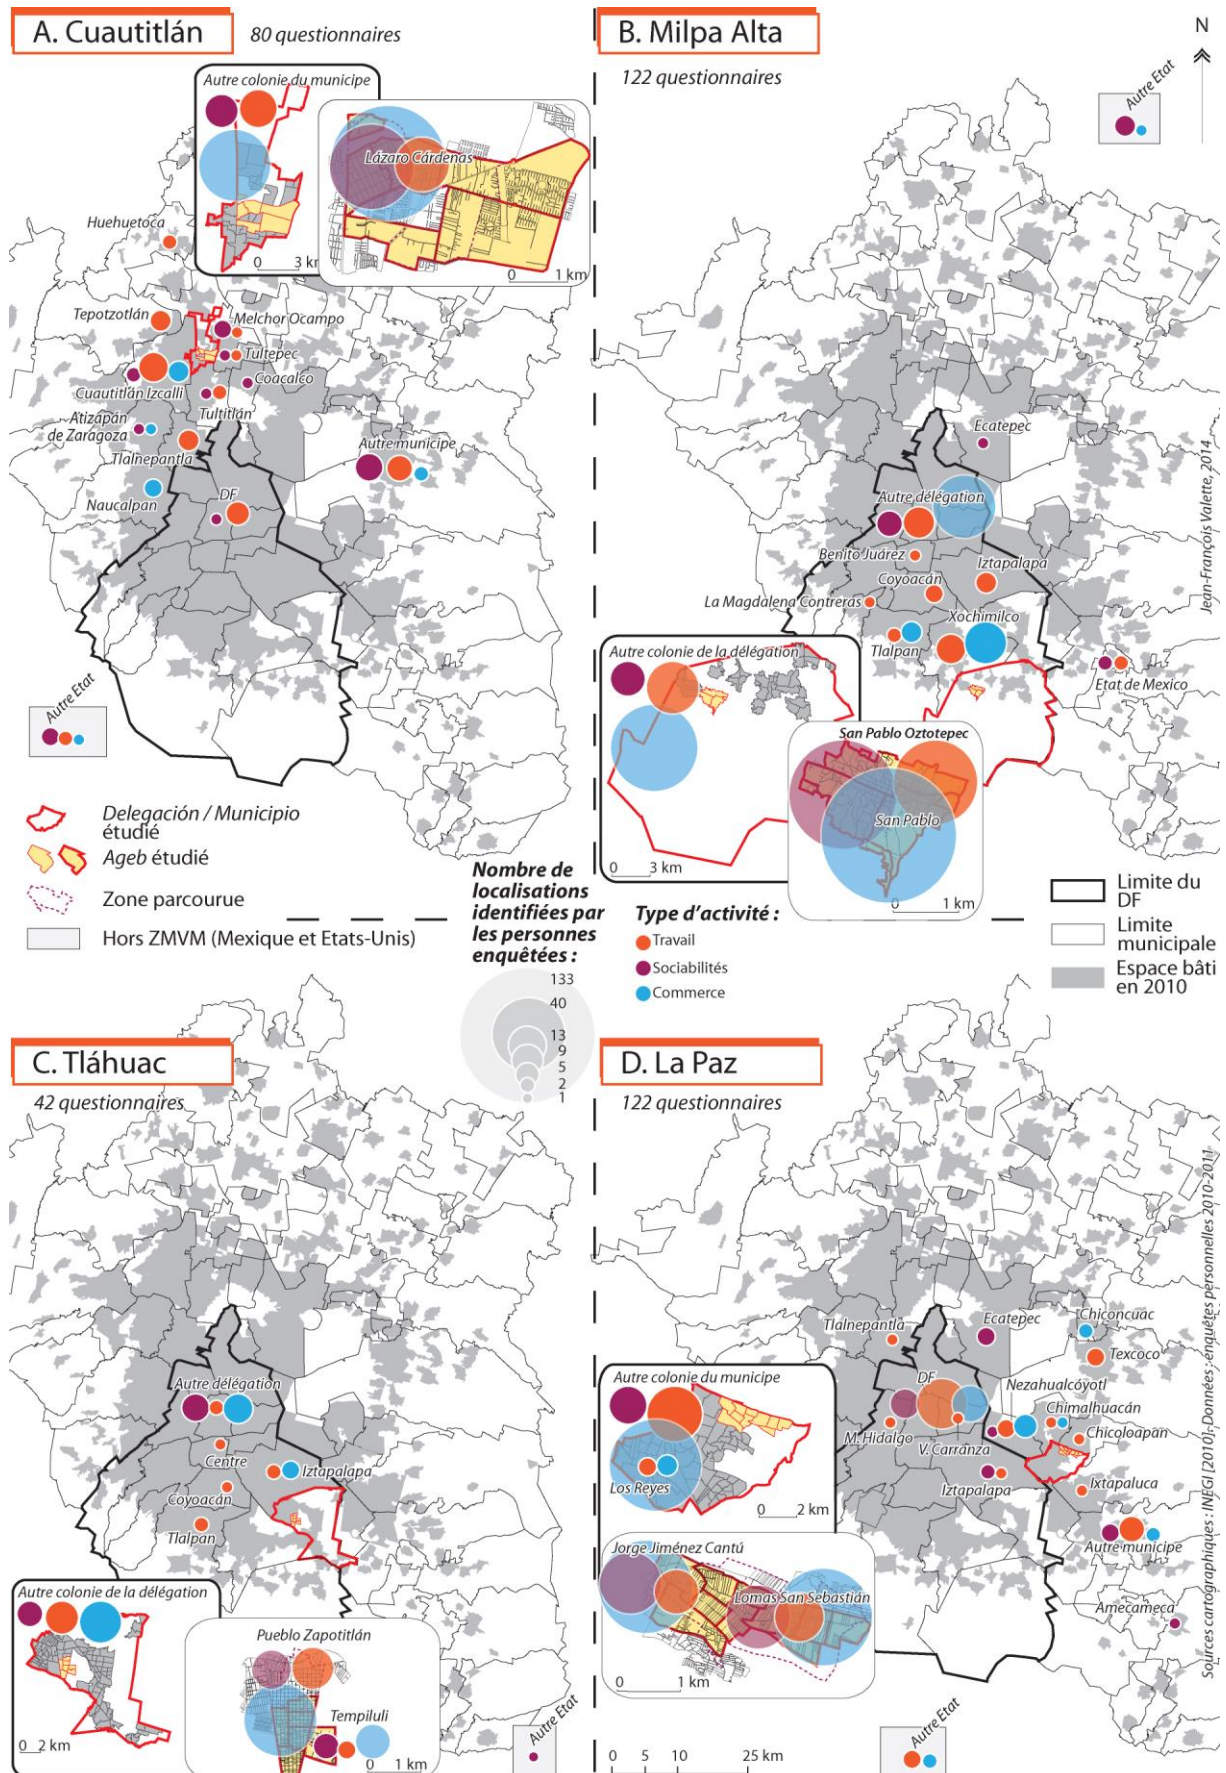 A. Cuautitlán
80 questionnaires
Autre colonie du municipe
0 3 km
Lázaro Cárdenas
0 1 km
Huehuetoca
Tepotzotlán
Melchor Ocampo
Tultepec
Cuautitlán Izcalli
Coacalco
Tultitlán
Atizapán
de Zaragoza
Tlalnepantla
Autre municipe
Naucalpan
DF
Autre Etat
B. Milpa Alta
122 questionnaires
N
Autre Etat
Ecatepec
Autre délégation
Benito Juárez
Iztapalapa
Coyoacán
La Magdalena Contreras
Xochimilco
Tlalpan
Etat de Mexico
Autre colonie de la délégation
0 3 km
San Pablo Oztotepec
San Pablo
0 1 km
Jean-François Valette, 2014
Delegación / Municipio
étudié
Ageb étudié
Zone parcourue
Hors ZMVM (Mexique et Etats-Unis)
Nombre de
localisations
identifiées par
les personnes
enquêtées :
133
40
13
9
5
2
1
Type d'activité :
Travail
Sociabilités
Commerce
Limite du
DF
Limite
municipale
Espace bâti
en 2010
C. Tláhuac
42 questionnaires
Autre délégation
Centre
Iztapalapa
Coyoacán
Tlalpan
Autre colonie de la délégation
0 2 km
Pueblo Zapotitlán
Tempiluli
0 1 km
Autre Etat
D. La Paz
122 questionnaires
Tlalnepantla
Ecatepec
Chiconcuac
Texcoco
DF
Nezahualcóyotl
Chimalhuacán
M. Hidalgo
V. Carranza
Chicoloapan
Iztapalapa
Ixtapaluca
Autre municipe
Amecameca
Autre colonie du municipe
Los Reyes
0 2 km
Jorge Jiménez Cantú
Lomas San Sebastián
0 1 km
Autre Etat
0 5 10 25 km
Sources cartographiques : INEGI [2010]. Données : enquêtes personnelles 2010-2011